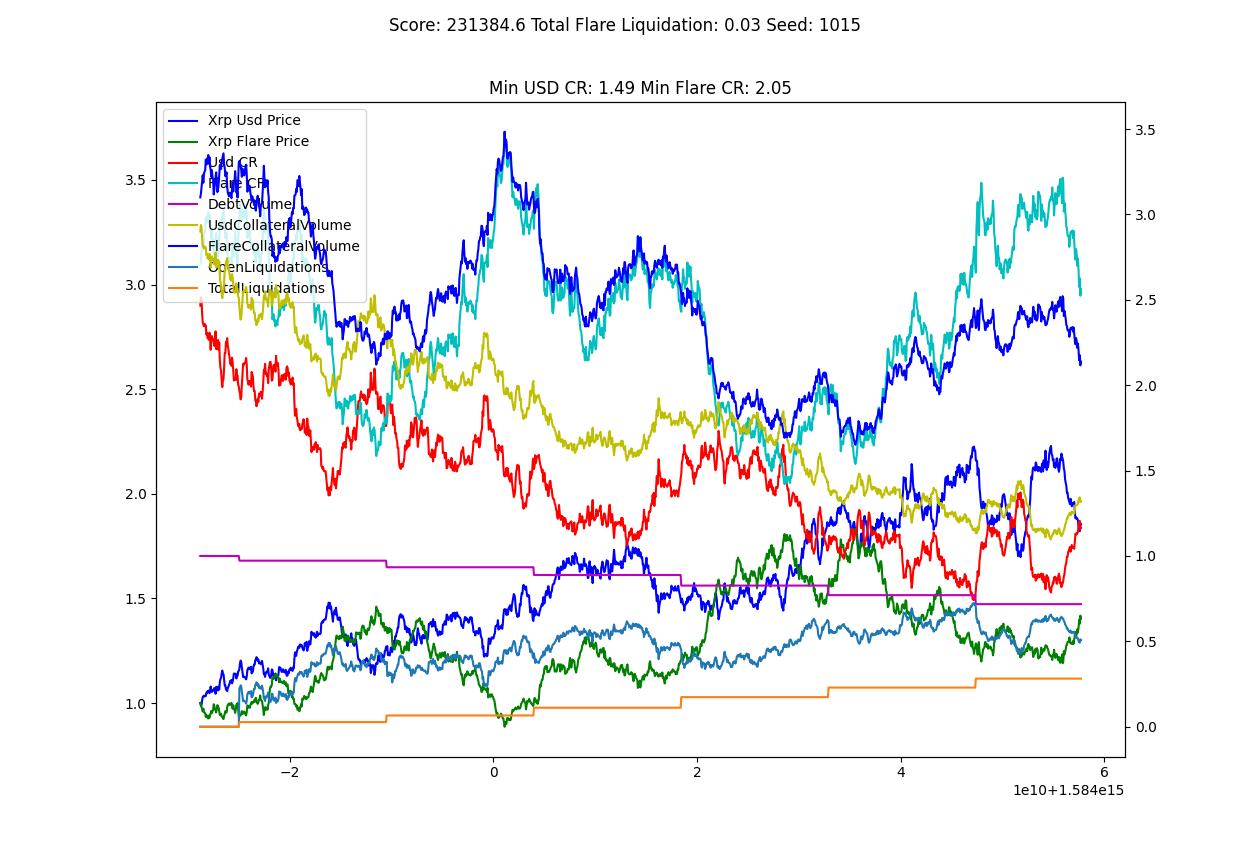 Score: 231384.6 Total Flare Liquidation: 0.03 Seed: 1015
Min USD CR: 1.49 Min Flare CR: 2.05
Xrp Usd Price
Xrp Flare Price
Usd CR
Flare CR
DebtVolume
UsdCollateralVolume
FlareCollateralVolume
OpenLiquidations
TotalLiquidations
3.5
3.0
2.5
2.0
1.5
1.0
3.5
3.0
2.5
2.0
1.5
1.0
0.5
0.0
−2
0
2
4
6
1e10+1.584e15